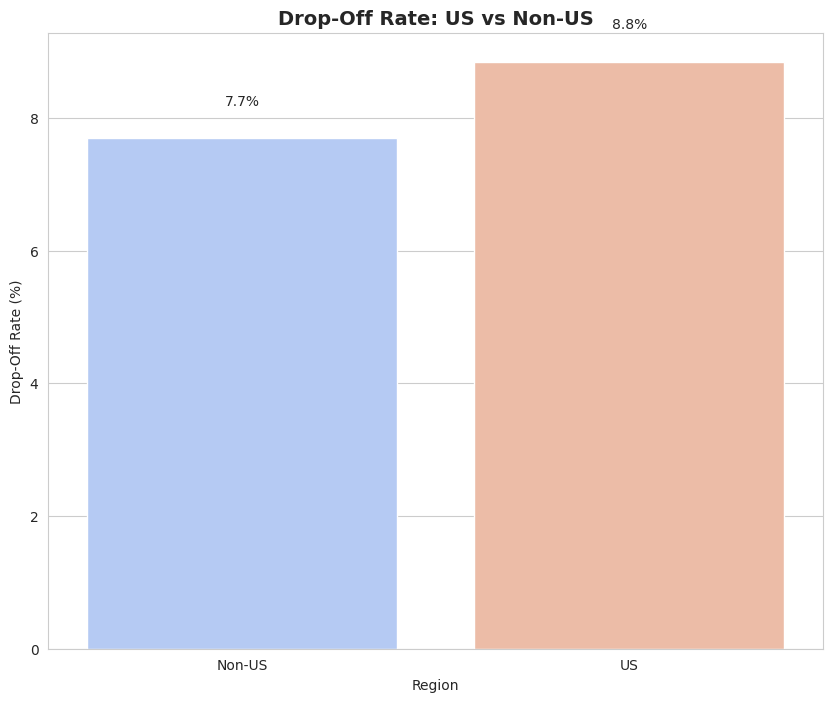 Drop-Off Rate: US vs Non-US
8.8%
7.7%
8
6
4
2
0
Drop-Off Rate (%)
Non-US
US
Region